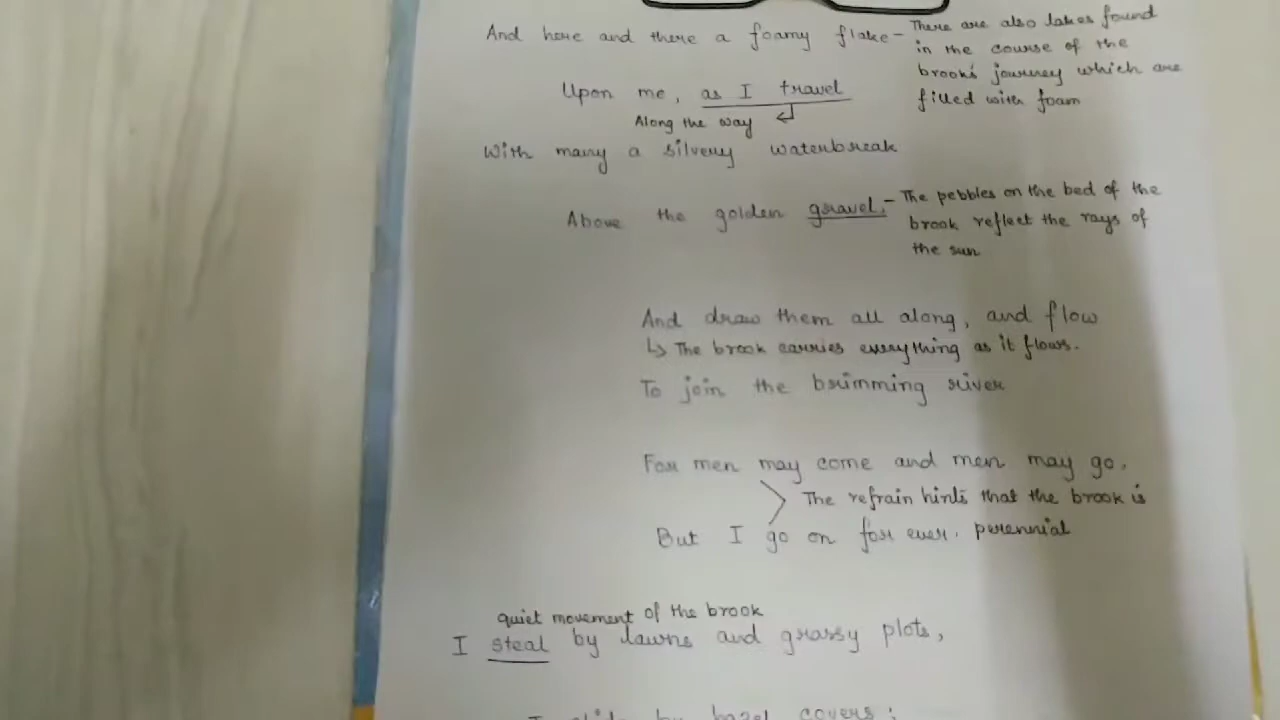 And here and there a foamy flake - There are also lakes found
in the course of the
brook's journey which are
filled with foam
Upon me, as I travel
Along the way
With many a silvery waterbreak
Above the golden gravel, - The pebbles on the bed of the
brook reflect the rays of
the sun
And draw them all along, and flow
↳ The brook carries everything as it flows.
To join the brimming river
For men may come and men may go,
The refrain hints that the brook is
perennial
But I go on for ever.
quiet movement of the brook
I steal by lawns and grassy plots,
I slide by hazel covers;